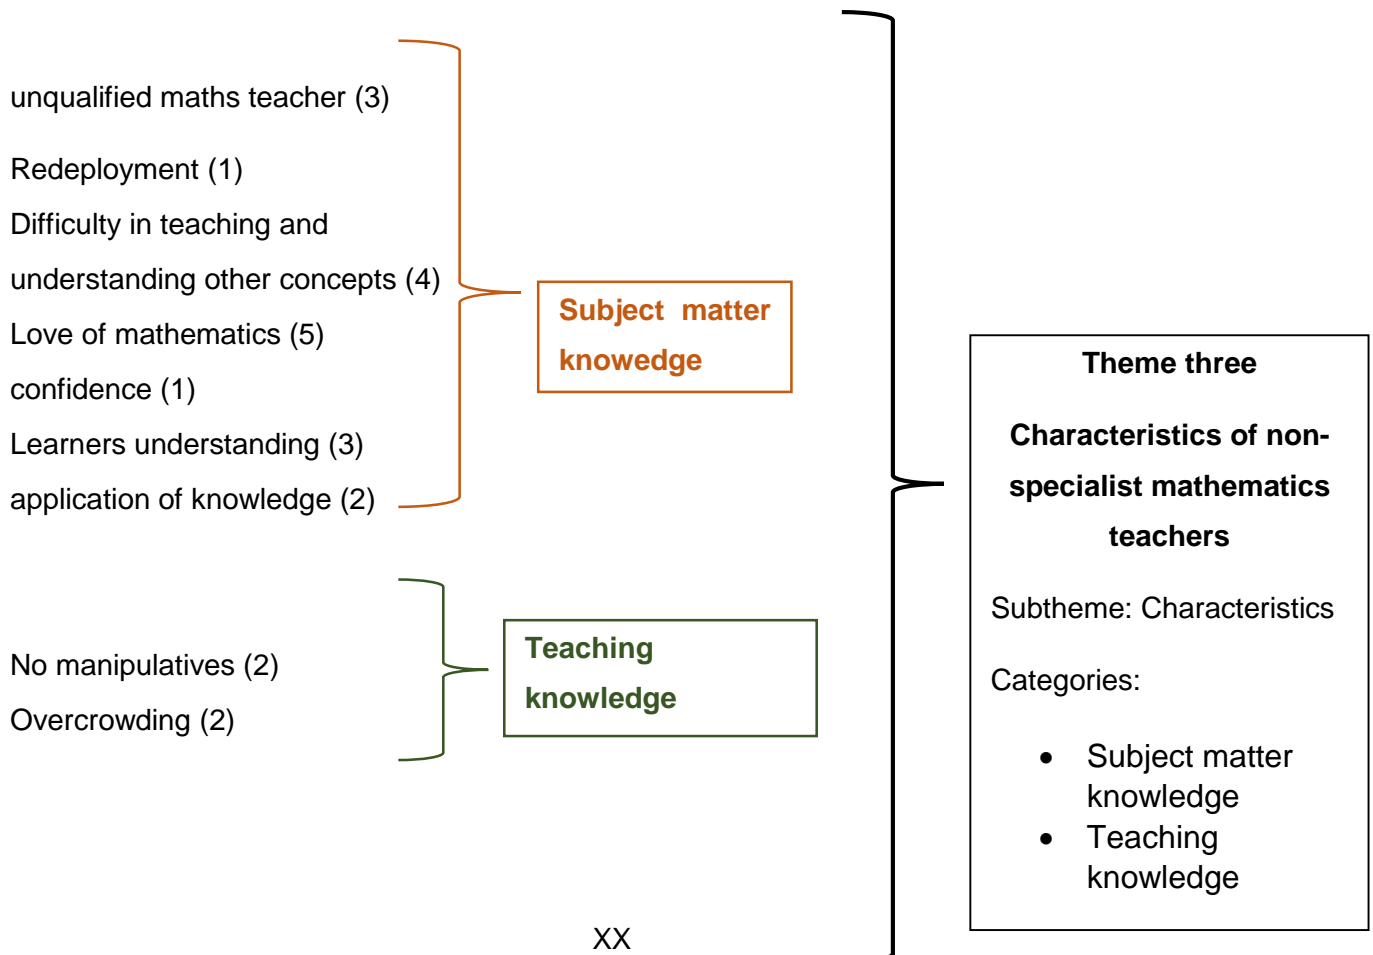 unqualified maths teacher (3)
Redeployment (1)
Difficulty in teaching and
understanding other concepts (4)
Love of mathematics (5)
confidence (1)
Learners understanding (3)
application of knowledge (2)
Subject matter
knowedge
No manipulatives (2)
Overcrowding (2)
Teaching
knowledge
Theme three
Characteristics of non-
specialist mathematics
teachers
Subtheme: Characteristics
Categories:
• Subject matter
knowledge
• Teaching
knowledge
XX